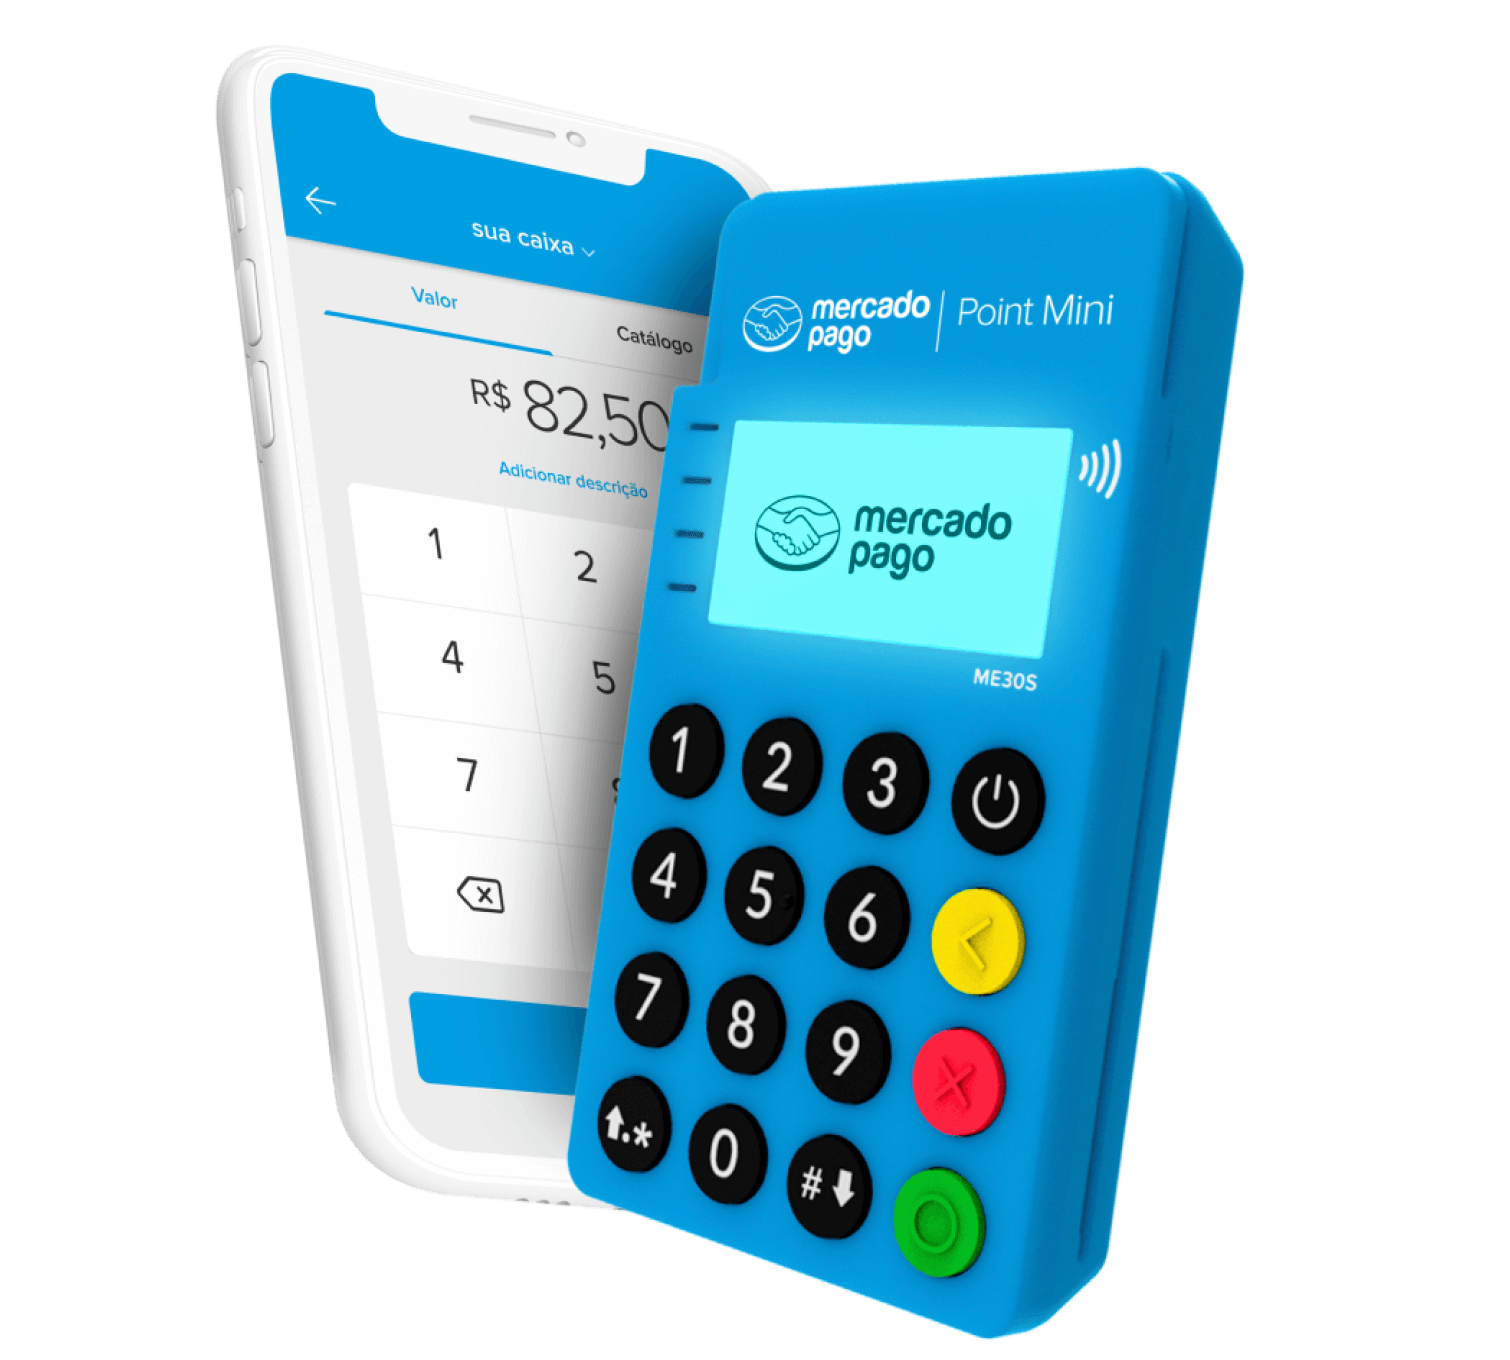 sua caixa
Valor
Catálogo
R$ 82,50
Adicionar descrição
1
2
4
5
7
mercado
pago
Point Mini
mercado
pago
ME30S
1 2 3
4 5 6
7 8 9
.* 0 #